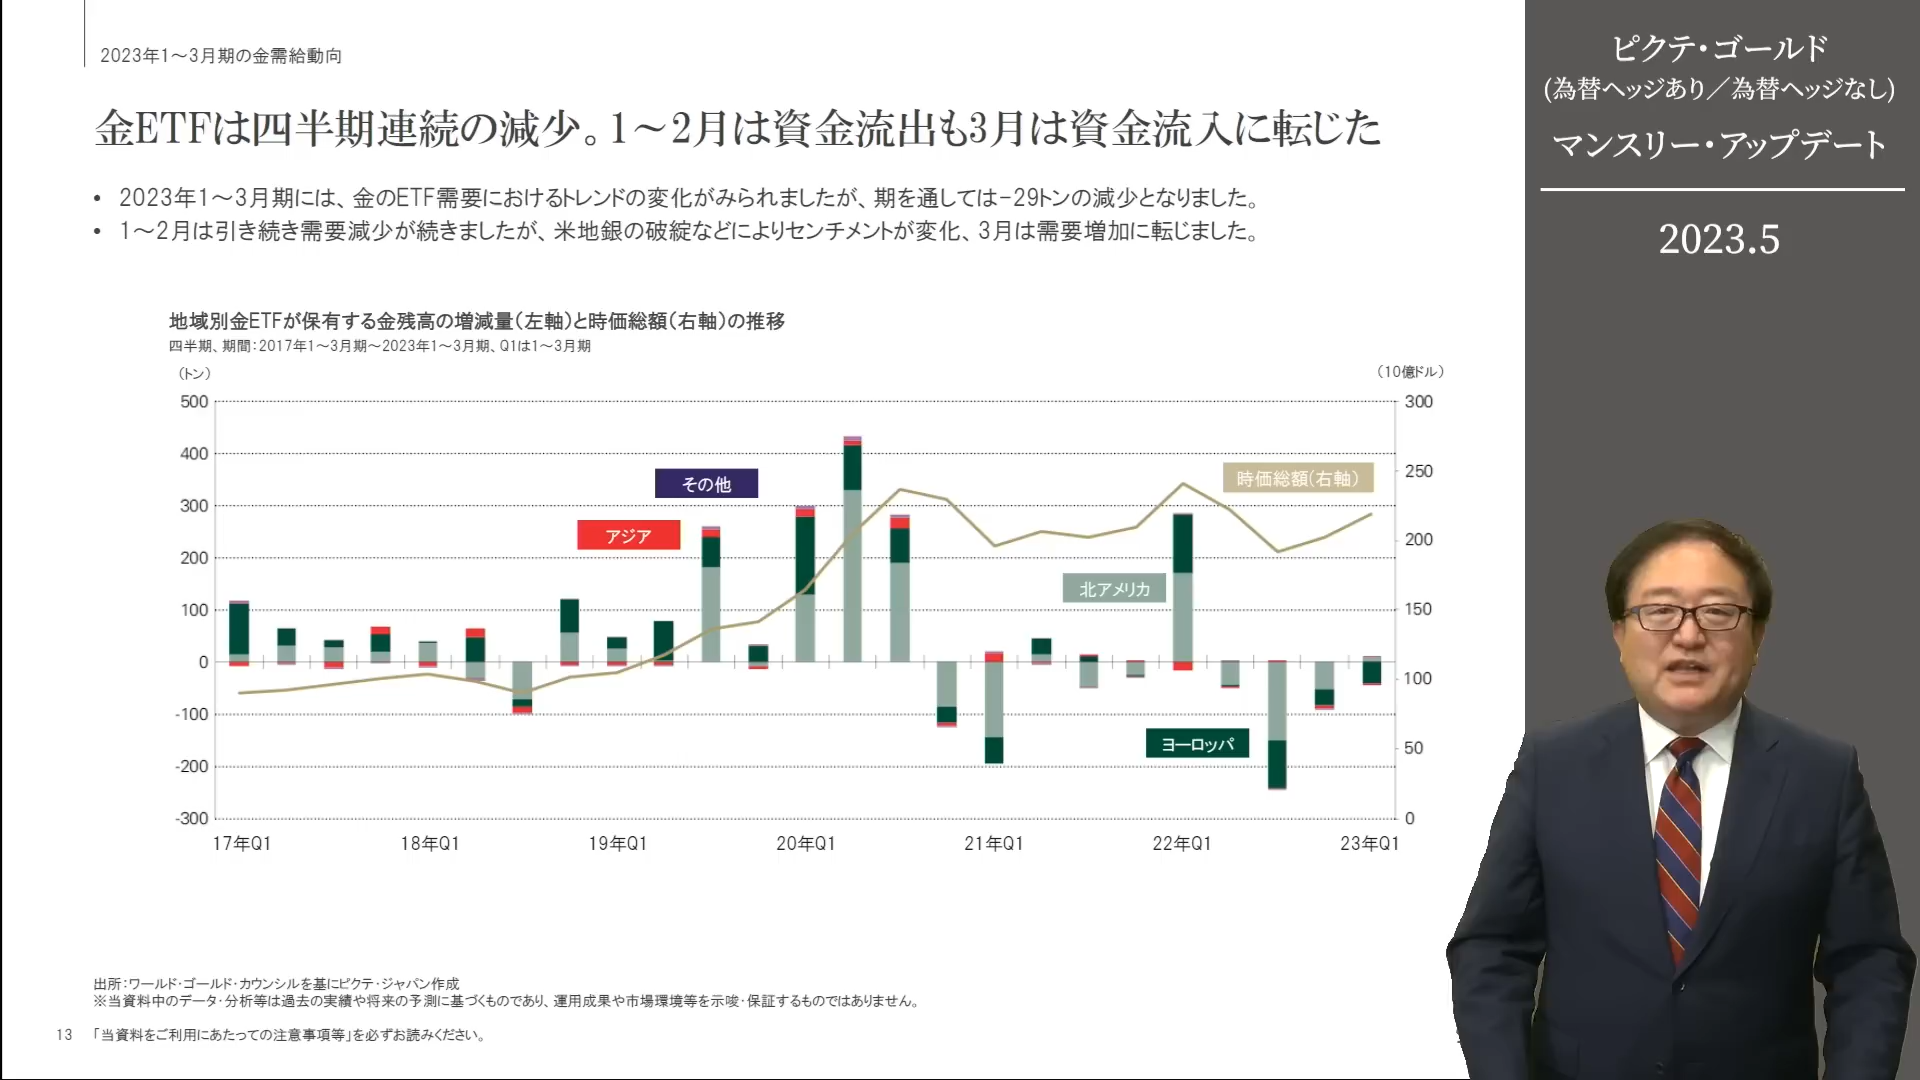 2023年1～3月期の金需給動向
金ETFは四半期連続の減少。1～2月は資金流出も3月は資金流入に転じた
• 2023年1～3月期には、金のETF需要におけるトレンドの変化がみられましたが、期を通しては-29トンの減少となりました。
• 1～2月は引き続き需要減少が続きましたが、米地銀の破綻などによりセンチメントが変化、3月は需要増加に転じました。
地域別金ETFが保有する金残高の増減量（左軸）と時価総額（右軸）の推移
四半期、期間：2017年1～3月期～2023年1～3月期、Q1は1～3月期
（トン）
（10億ドル）
500
400
300
200
100
0
-100
-200
-300
300
250
200
150
100
50
0
その他
アジア
時価総額（右軸）
北アメリカ
ヨーロッパ
17年Q1 18年Q1 19年Q1 20年Q1 21年Q1 22年Q1 23年Q1
出所：ワールド・ゴールド・カウンシルを基にピクテ・ジャパン作成
※当資料中のデータ・分析等は過去の実績や将来の予測に基づくものであり、運用成果や市場環境等を示唆・保証するものではありません。
13 「当資料をご利用にあたっての注意事項等」を必ずお読みください。
ピクテ・ゴールド
(為替ヘッジあり／為替ヘッジなし)
マンスリー・アップデート
2023.5